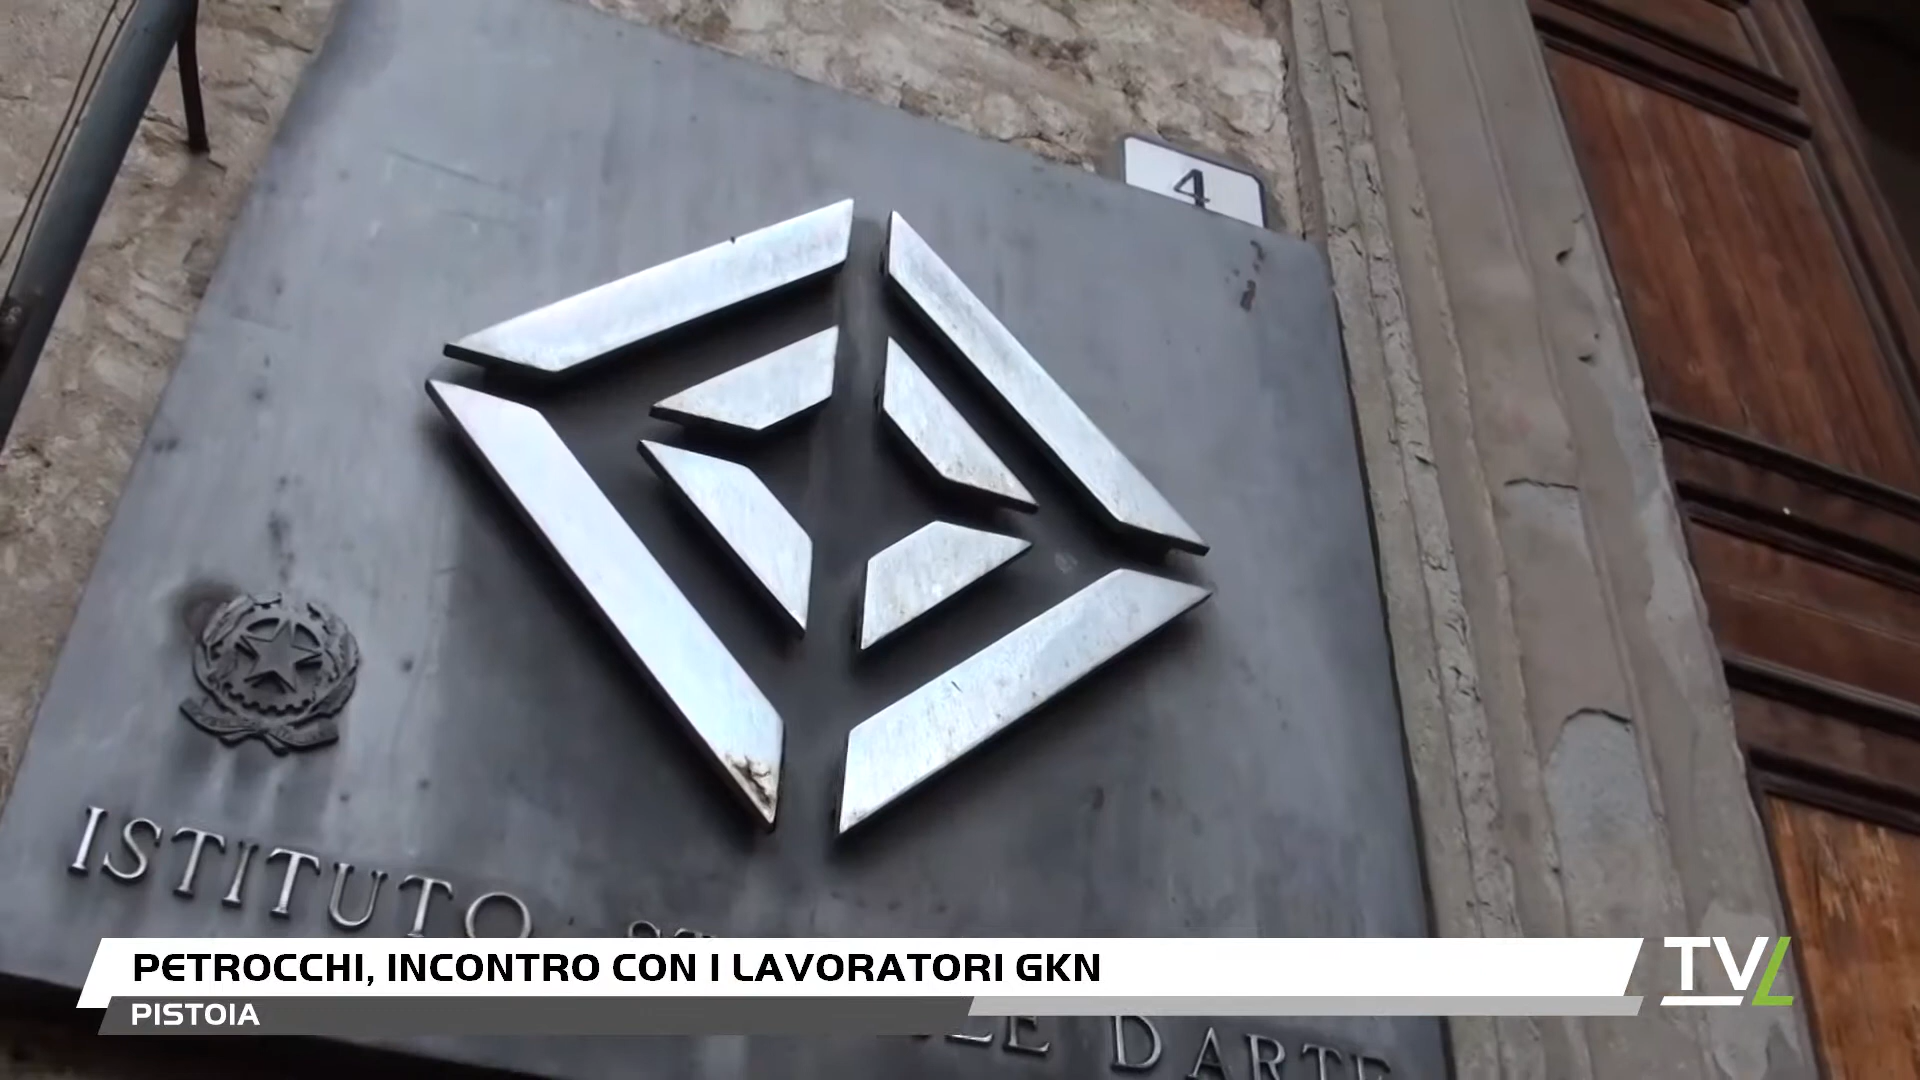 4
ISTITUTO
PETROCCHI, INCONTRO CON I LAVORATORI GKN
TVL
PISTOIA
D'ARTE